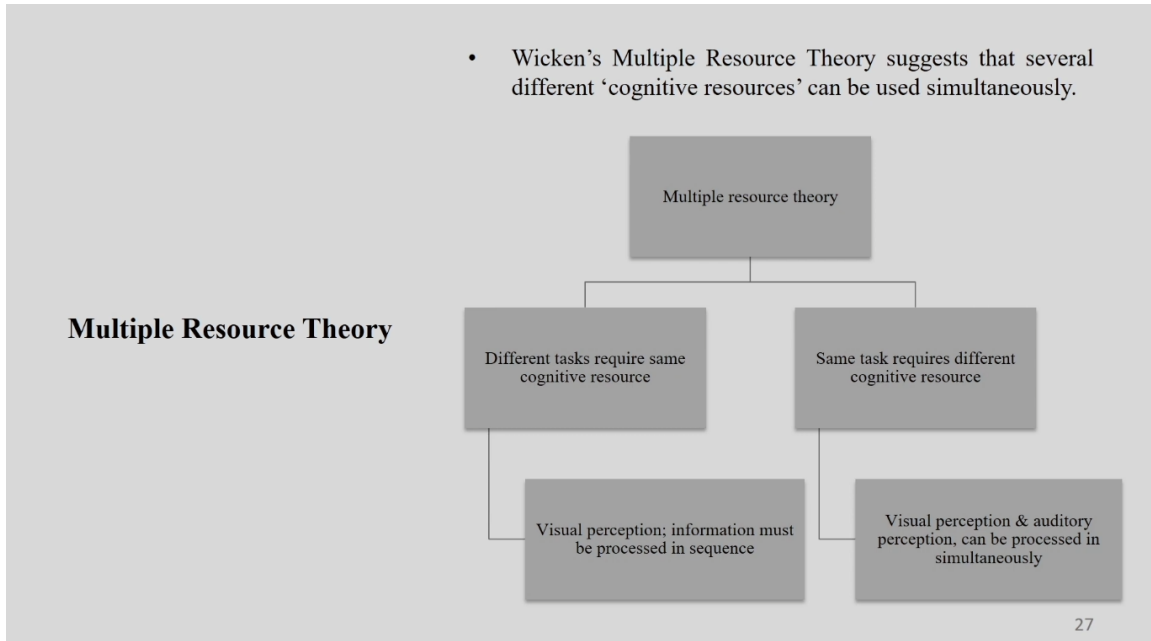 • Wicken's Multiple Resource Theory suggests that several
different ‘cognitive resources’ can be used simultaneously.
Multiple resource theory
Multiple Resource Theory
Different tasks require same
cognitive resource
Same task requires different
cognitive resource
Visual perception; information must
be processed in sequence
Visual perception & auditory
perception, can be processed in
simultaneously
27